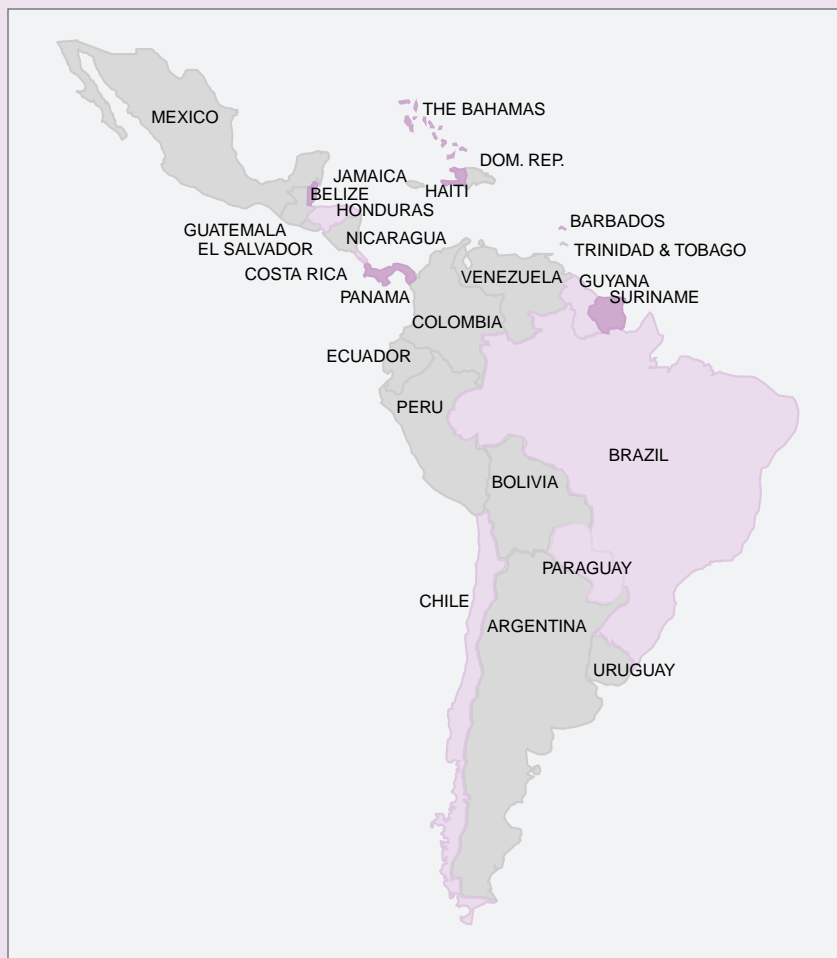 MEXICO
THE BAHAMAS
DOM. REP.
JAMAICA
HAITI
BELIZE
HONDURAS
GUATEMALA
NICARAGUA
EL SALVADOR
BARBADOS
TRINIDAD & TOBAGO
COSTA RICA
VENEZUELA
GUYANA
PANAMA
SURINAME
COLOMBIA
ECUADOR
PERU
BRAZIL
BOLIVIA
PARAGUAY
CHILE
ARGENTINA
URUGUAY